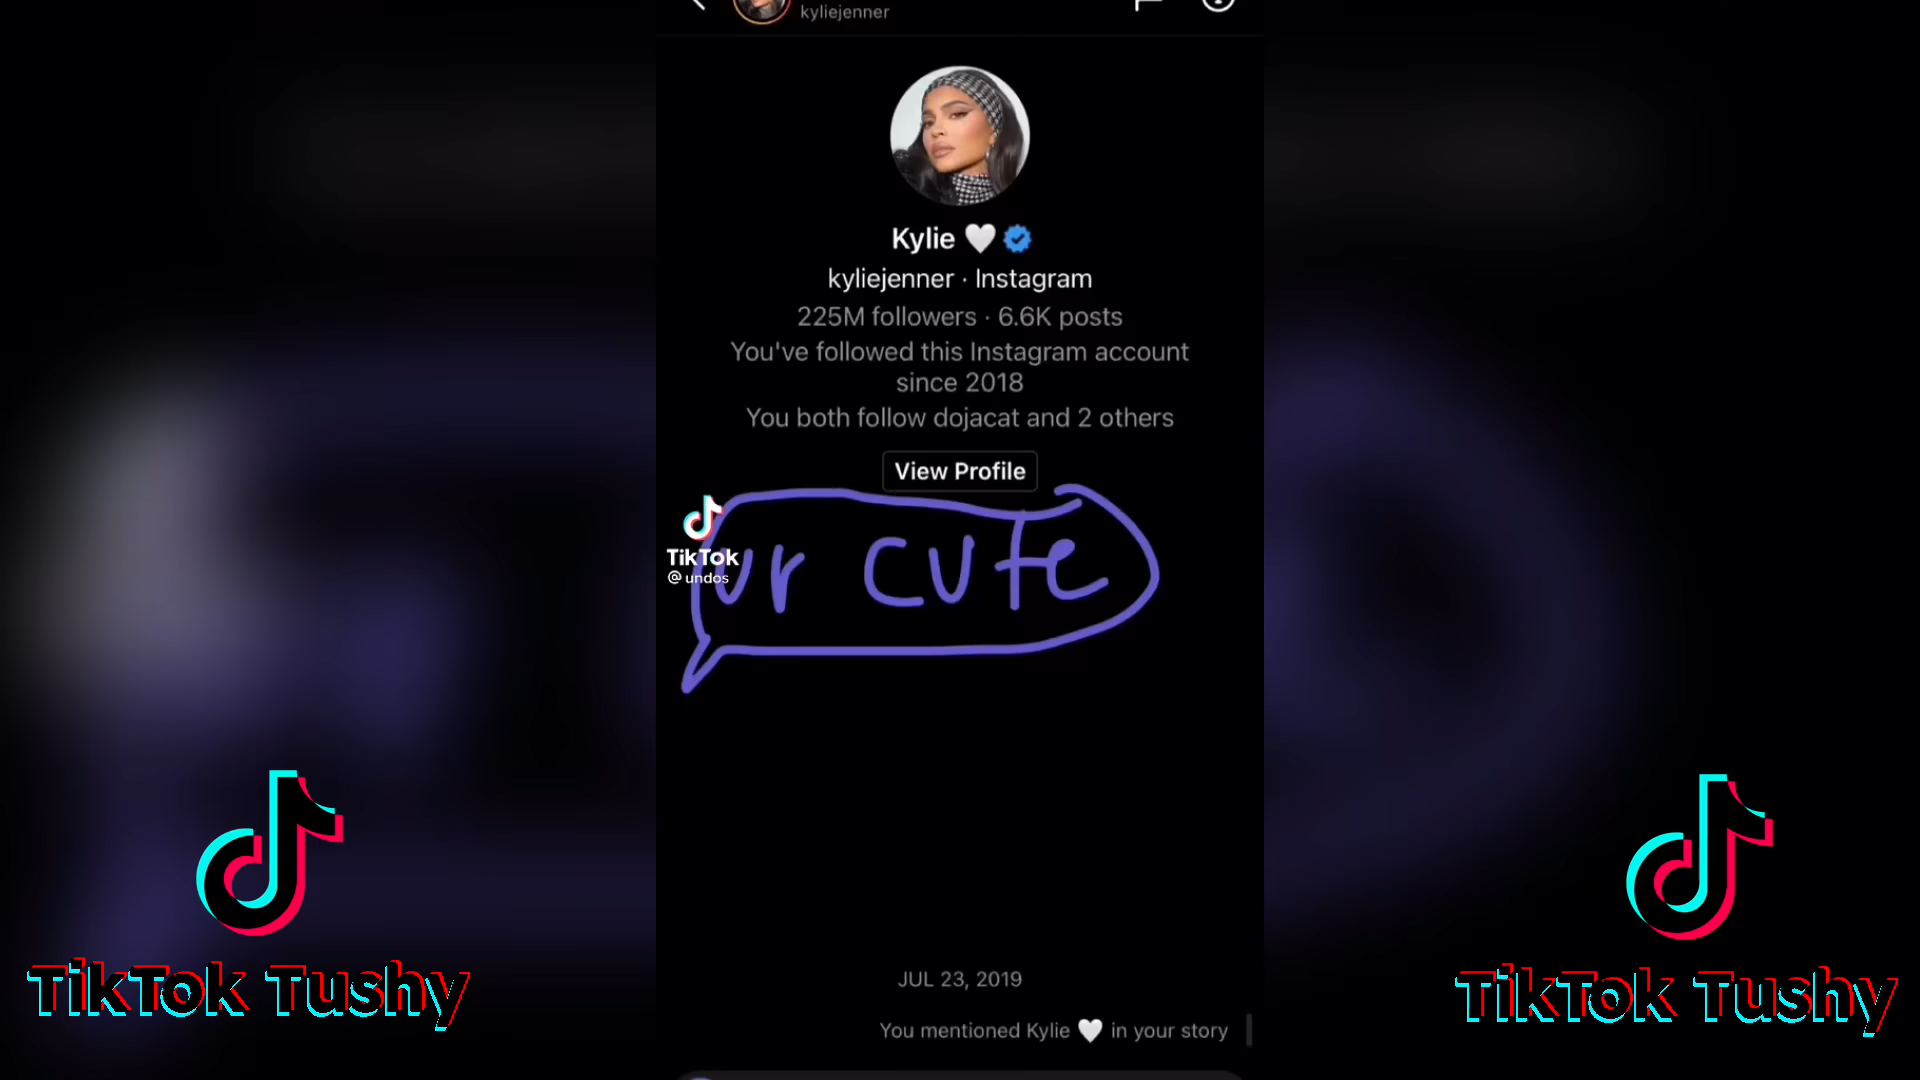 kyliejenner
Kylie 🤍
kyliejenner · Instagram
225M followers · 6.6K posts
You've followed this Instagram account
since 2018
You both follow dojacat and 2 others
View Profile
ur cute
TikTok
@ undos
JUL 23, 2019
You mentioned Kylie 🤍 in your story
TikTok Tushy
TikTok Tushy